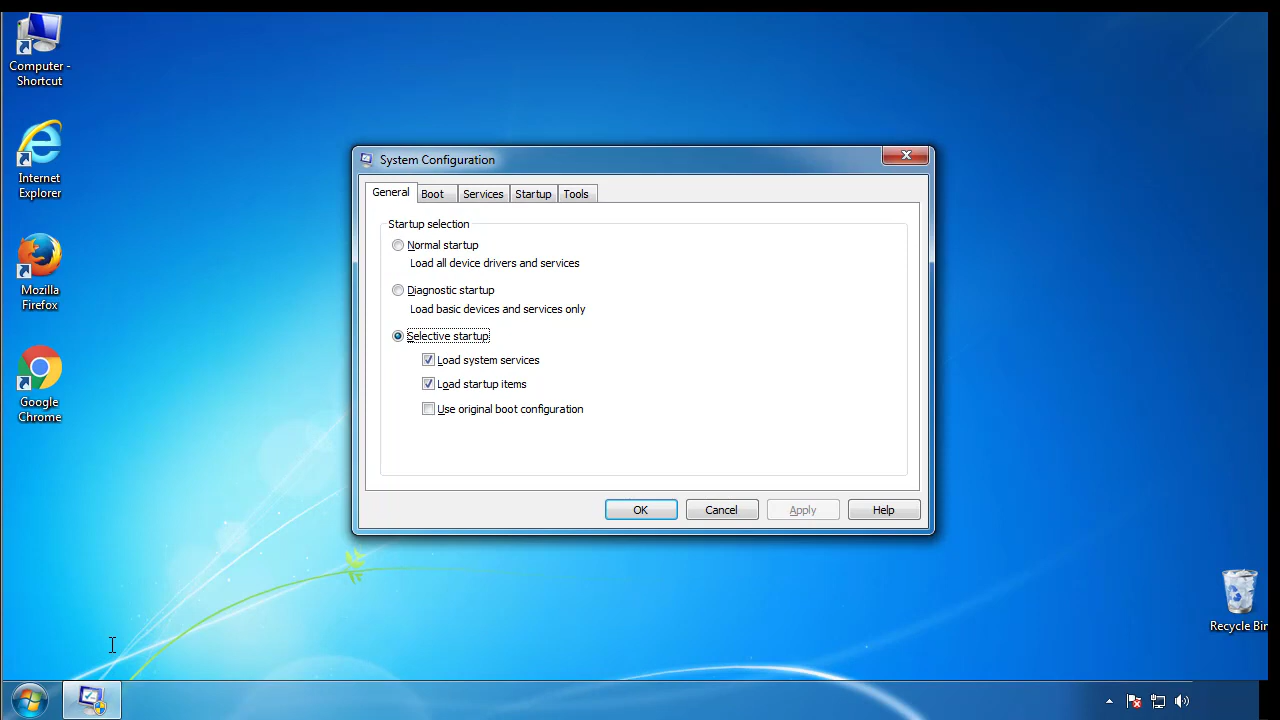 Computer -
Shortcut
Internet
Explorer
Mozilla
Firefox
Google
Chrome
System Configuration
General
Boot
Services
Startup
Tools
Startup selection
Normal startup
Load all device drivers and services
Diagnostic startup
Load basic devices and services only
Selective startup
Load system services
Load startup items
Use original boot configuration
OK
Cancel
Apply
Help
Recycle Bin